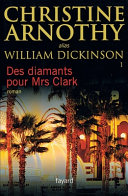 CHRISTINE
ARNOTHY
alias
WILLIAM DICKINSON
1
Des diamants
pour Mrs Clark
roman
fayard